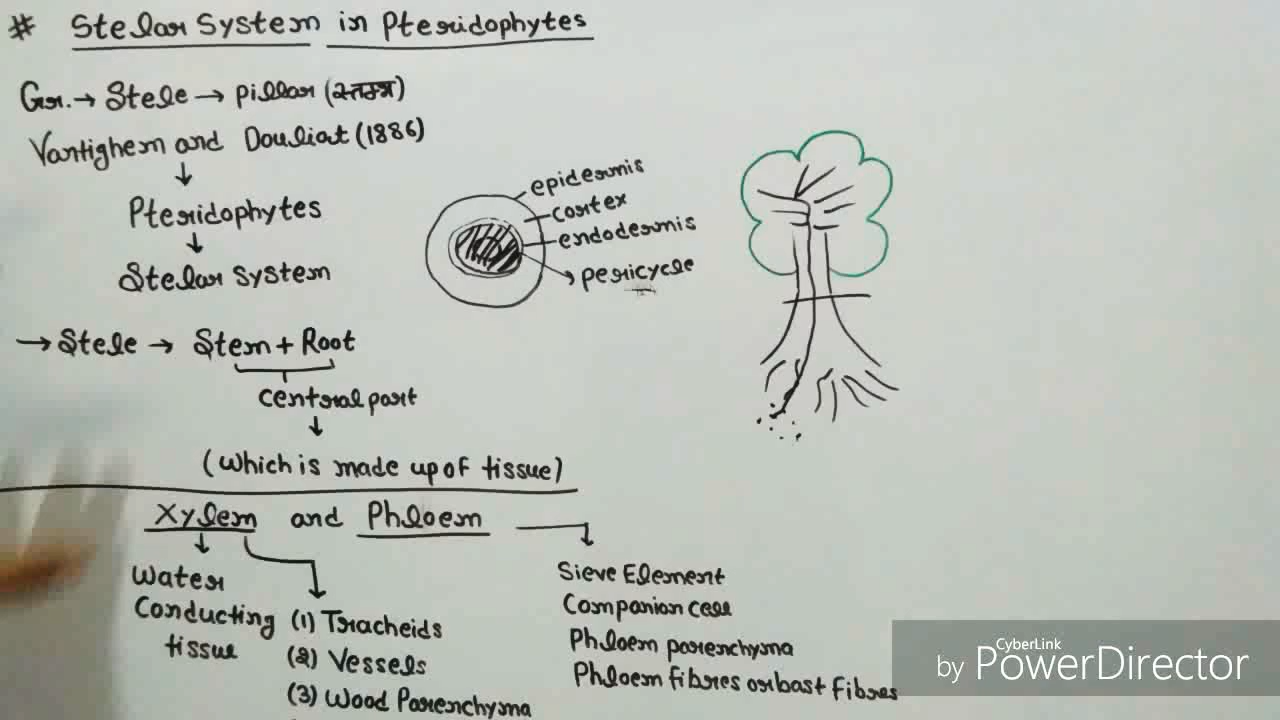 # Stelar System in Pteridophytes
Gr. → Stele → pillar (स्तम्भ)
Vantighem and Douliat (1886)
↓
Pteridophytes
↓
Stelar System
epidermis
cortex
endodermis
pericycle
→ Stele → Stem + Root
central part
↓
(which is made up of tissue)
Xylem and Phloem
Water
Conducting
tissue
(1) Tracheids
(2) Vessels
(3) Wood Parenchyma
Sieve Element
Companion cell
Phloem parenchyma
Phloem fibres or bast Fibres
CyberLink
by PowerDirector